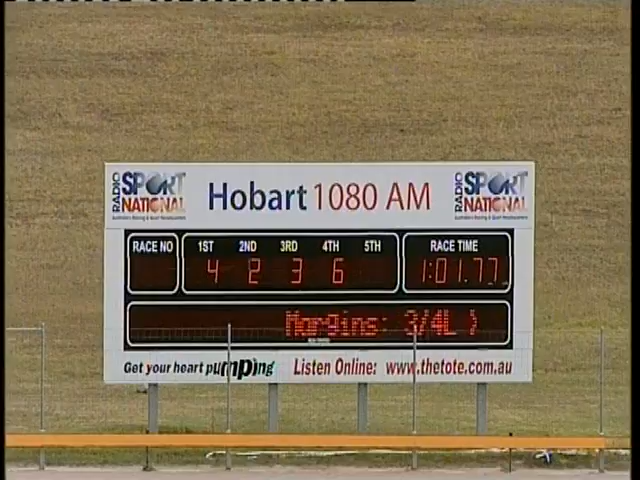 RADIO SPORT NATIONAL
Hobart 1080 AM
RADIO SPORT NATIONAL
RACE NO 1ST 2ND 3RD 4TH 5TH RACE TIME
4 2 3 6 1:01.77
Margins: 3/4L
Get your heart pumping Listen Online: www.thetote.com.au